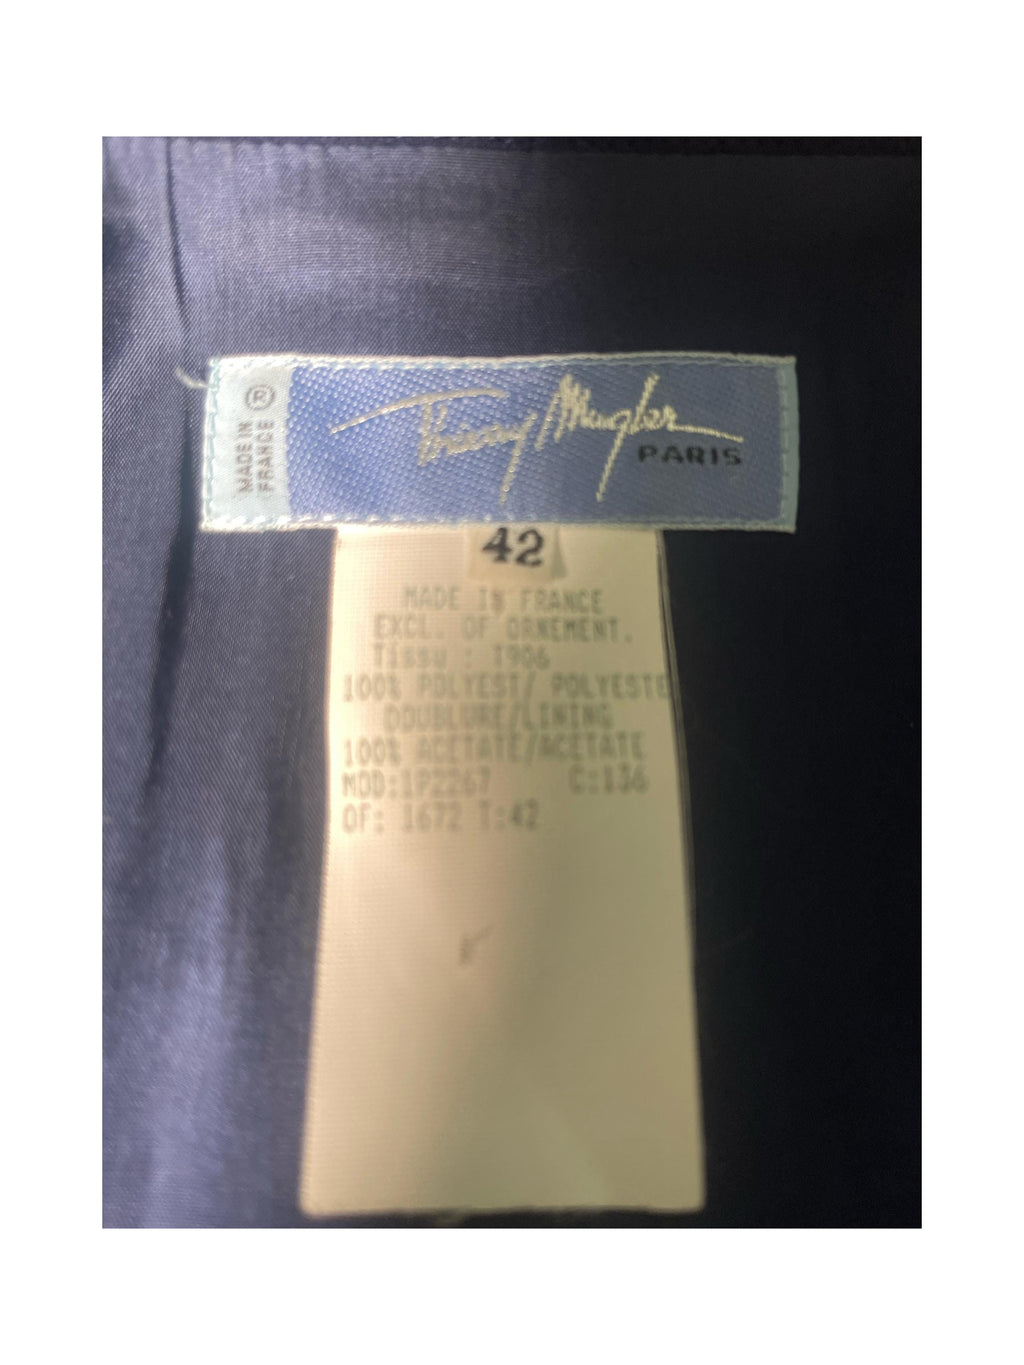 MADE IN
FRANCE ®
Thierry Mugler
PARIS
42
MADE IN FRANCE
EXCL. OF ORNEMENT.
Tissu : 1906
100% POLYEST/ POLYESTE
DOUBLURE/LINING
100% ACETATE/ACETATE
MOD:1P2267 C:136
OF: 1672 T:42